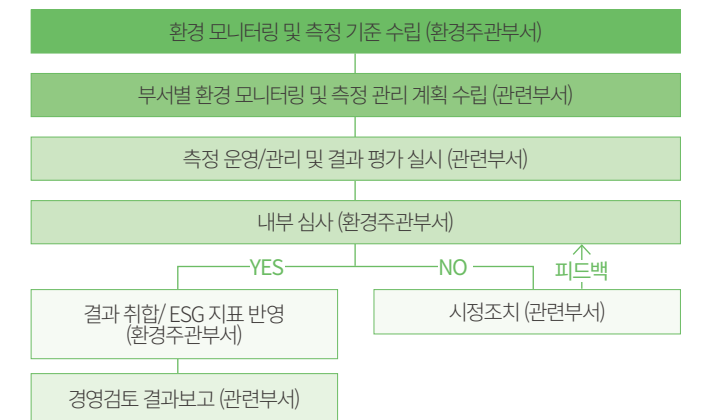 환경 모니터링 및 측정 기준 수립 (환경주관부서)
부서별 환경 모니터링 및 측정 관리 계획 수립 (관련부서)
측정 운영/관리 및 결과 평가 실시 (관련부서)
내부 심사 (환경주관부서)
YES
NO
피드백
결과 취합/ ESG 지표 반영
(환경주관부서)
시정조치 (관련부서)
경영검토 결과보고 (관련부서)